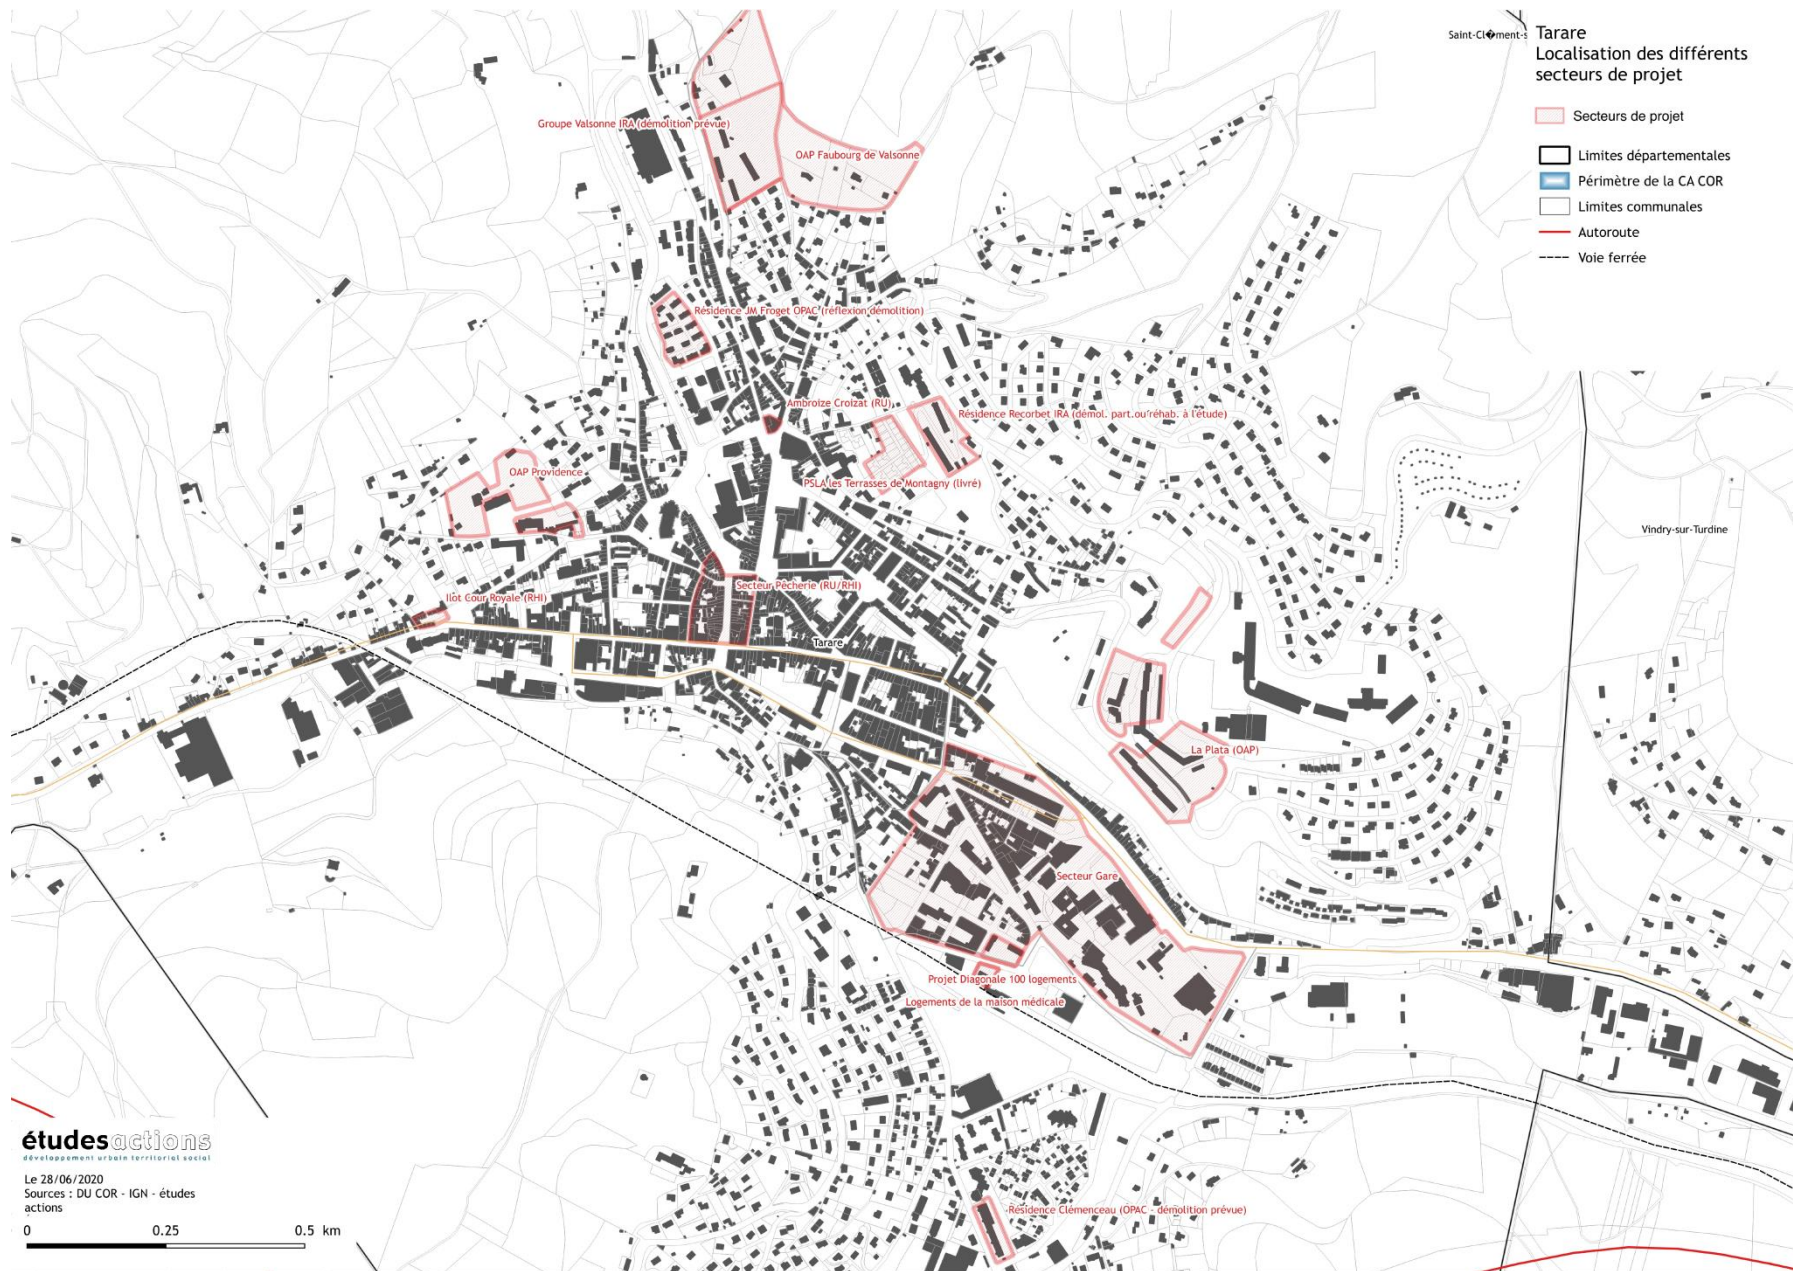 Saint-Cl�ment-s
Tarare
Localisation des différents
secteurs de projet
Secteurs de projet
Limites départementales
Périmètre de la CA COR
Limites communales
Autoroute
Voie ferrée
Groupe Valsonne IRA (démolition prévue)
OAP Faubourg de Valsonne
Résidence JM Froget OPAC (réflexion démolition)
Ambroize Croizat (RU)
Résidence Recorbet IRA (démol. part.ou réhab. à l'étude)
OAP Providence
PSLA les Terrasses de Montagny (livré)
Vindry-sur-Turdine
Secteur Pêcherie (RU/RHI)
Ilot Cour Royale (RHI)
Tarare
La Plata (OAP)
Secteur Gare
Projet Diagonale 100 logements
Logements de la maison médicale
Résidence Clémenceau (OPAC - démolition prévue)
étudesactions
développement urbain territorial social
Le 28/06/2020
Sources : DU COR - IGN - études
actions
0 0.25 0.5 km